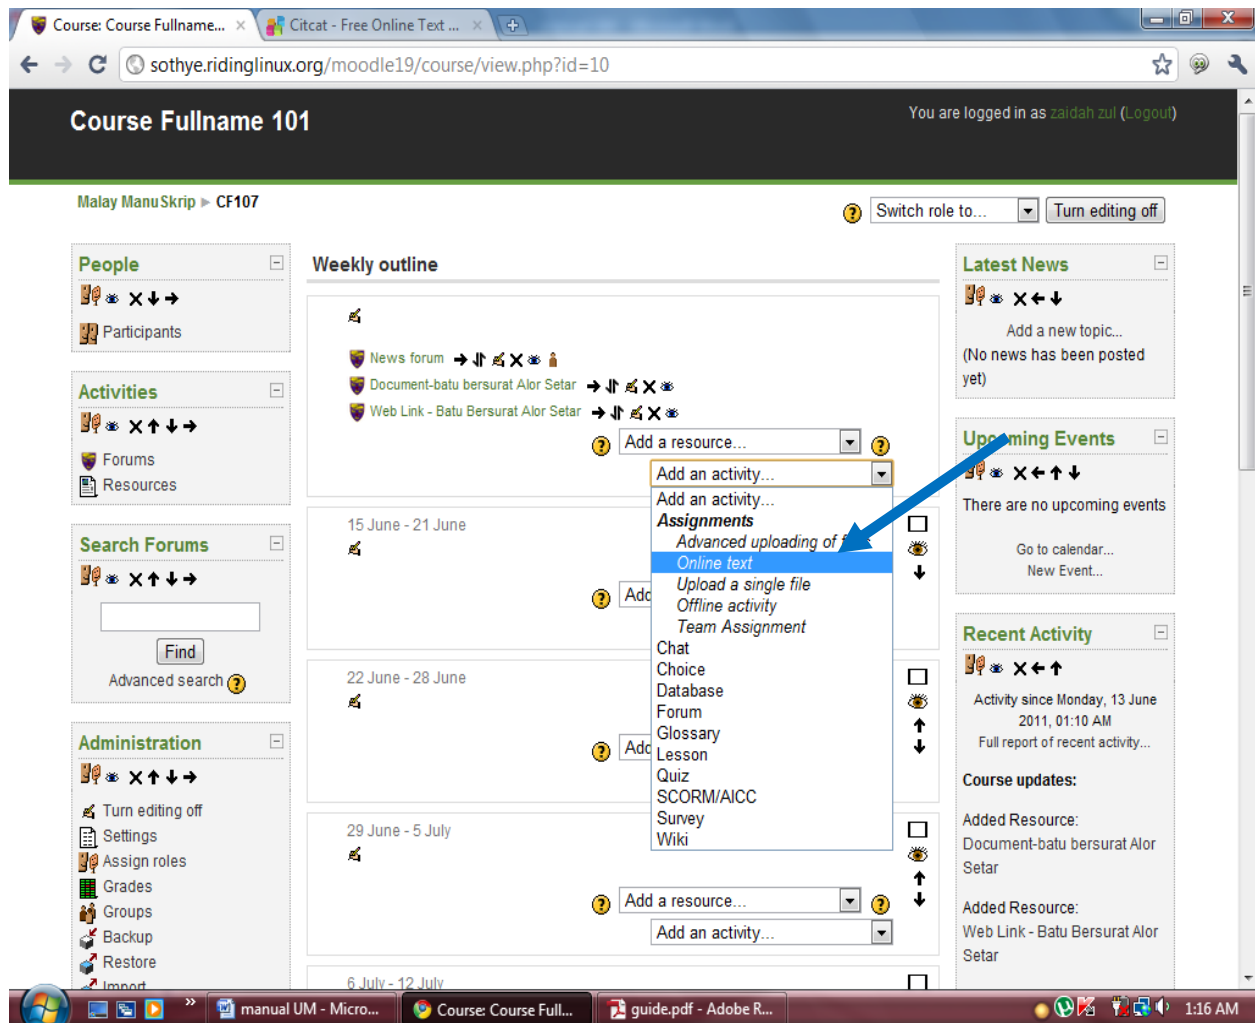 Course: Course Fullname...
Citcat - Free Online Text ...
sothye.ridinglinux.org/moodle19/course/view.php?id=10
Course Fullname 101
You are logged in as zaidah zul (Logout)
Malay ManuSkrip ► CF107
Switch role to...
Turn editing off
People
Participants
Activities
Forums
Resources
Search Forums
Find
Advanced search
Administration
Turn editing off
Settings
Assign roles
Grades
Groups
Backup
Restore
Import
Weekly outline
News forum
Document-batu bersurat Alor Setar
Web Link - Batu Bersurat Alor Setar
Add a resource...
Add an activity...
Add an activity...
Assignments
Advanced uploading of
Online text
Upload a single file
Offline activity
Team Assignment
Chat
Choice
Database
Forum
Glossary
Lesson
Quiz
SCORM/AICC
Survey
Wiki
15 June - 21 June
Add
22 June - 28 June
Add
29 June - 5 July
Add a resource...
Add an activity...
6 July - 12 July
Latest News
Add a new topic...
(No news has been posted
yet)
Upcoming Events
There are no upcoming events
Go to calendar...
New Event...
Recent Activity
Activity since Monday, 13 June
2011, 01:10 AM
Full report of recent activity...
Course updates:
Added Resource:
Document-batu bersurat Alor
Setar
Added Resource:
Web Link - Batu Bersurat Alor
Setar
manual UM - Micro...
Course: Course Full...
guide.pdf - Adobe R...
1:16 AM